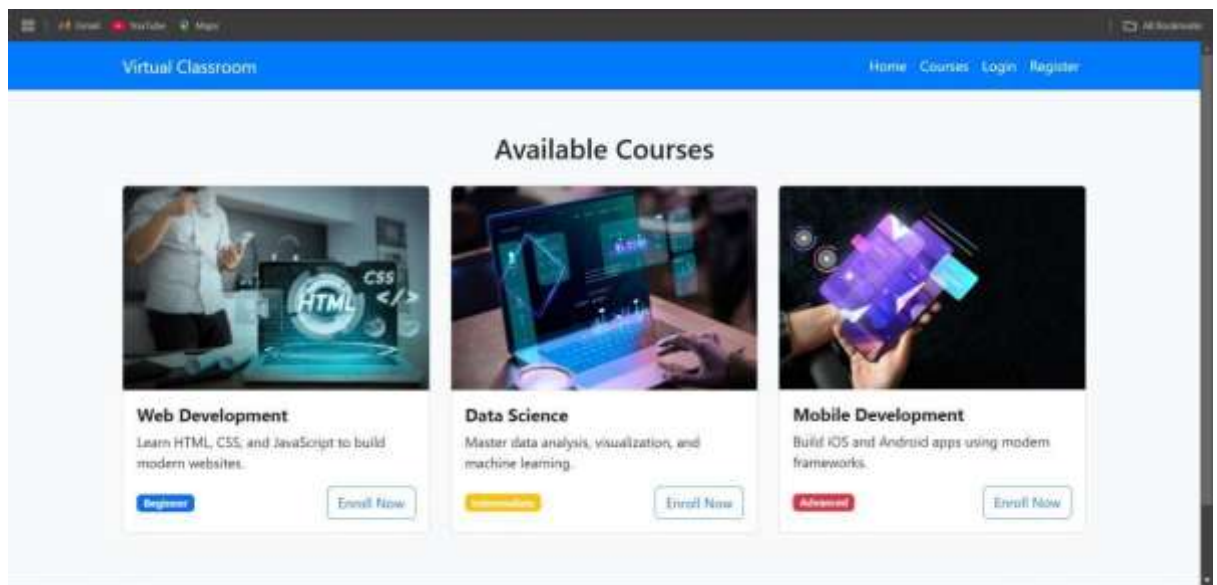 Gmail YouTube Maps All Bookmarks
Virtual Classroom Home Courses Login Register
Available Courses
CSS
</>
HTML
Web Development
Learn HTML, CSS, and JavaScript to build
modern websites.
Beginner Enroll Now
Data Science
Master data analysis, visualization, and
machine learning.
Intermediate Enroll Now
Mobile Development
Build iOS and Android apps using modern
frameworks.
Advanced Enroll Now